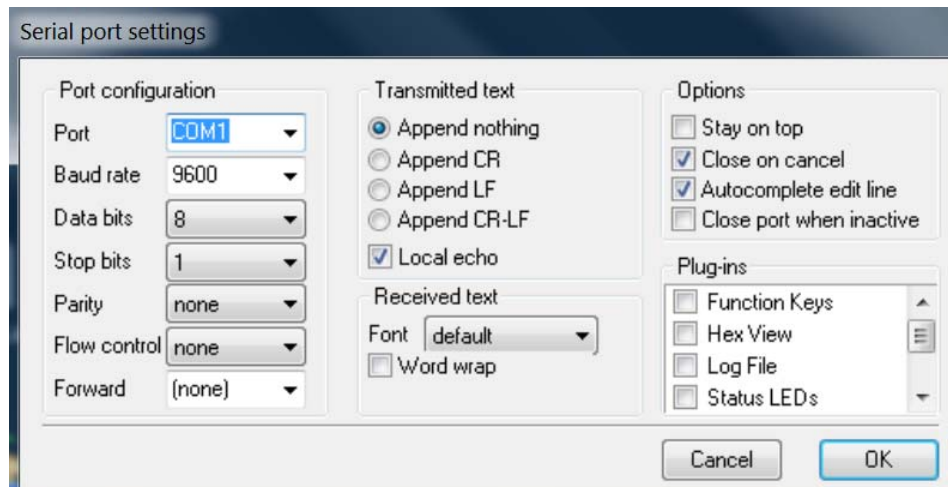 Serial port settings
Port configuration
Port COM1
Baud rate 9600
Data bits 8
Stop bits 1
Parity none
Flow control none
Forward (none)
Transmitted text
Append nothing
Append CR
Append LF
Append CR-LF
Local echo
Received text
Font default
Word wrap
Options
Stay on top
Close on cancel
Autocomplete edit line
Close port when inactive
Plug-ins
Function Keys
Hex View
Log File
Status LEDs
Cancel OK